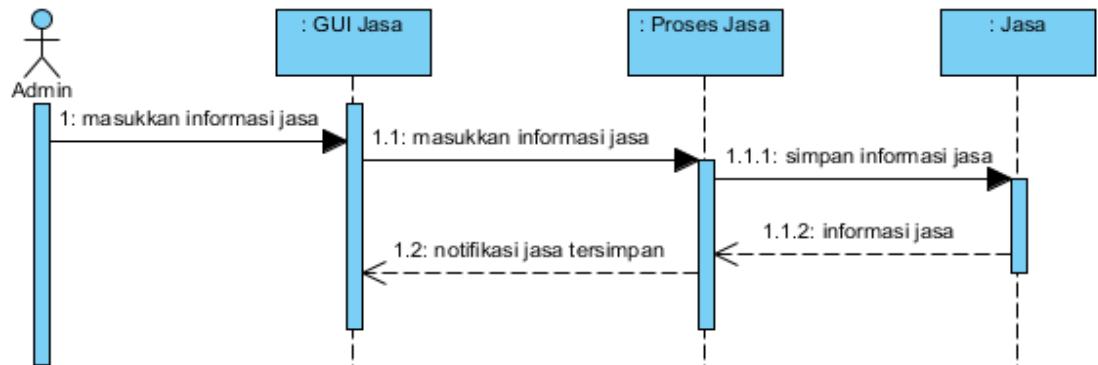 : GUI Jasa
: Proses Jasa
: Jasa
Admin
1: masukkan informasi jasa
1.1: masukkan informasi jasa
1.1.1: simpan informasi jasa
1.1.2: informasi jasa
1.2: notifikasi jasa tersimpan